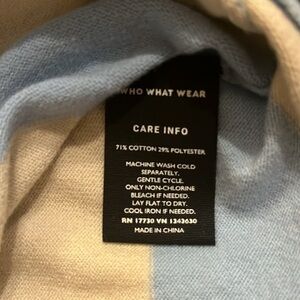 WHO WHAT WEAR
CARE INFO
71% COTTON 29% POLYESTER
MACHINE WASH COLD
SEPARATELY.
GENTLE CYCLE.
ONLY NON-CHLORINE
BLEACH IF NEEDED.
LAY FLAT TO DRY.
COOL IRON IF NEEDED.
RN 17730 VN 1243630
MADE IN CHINA